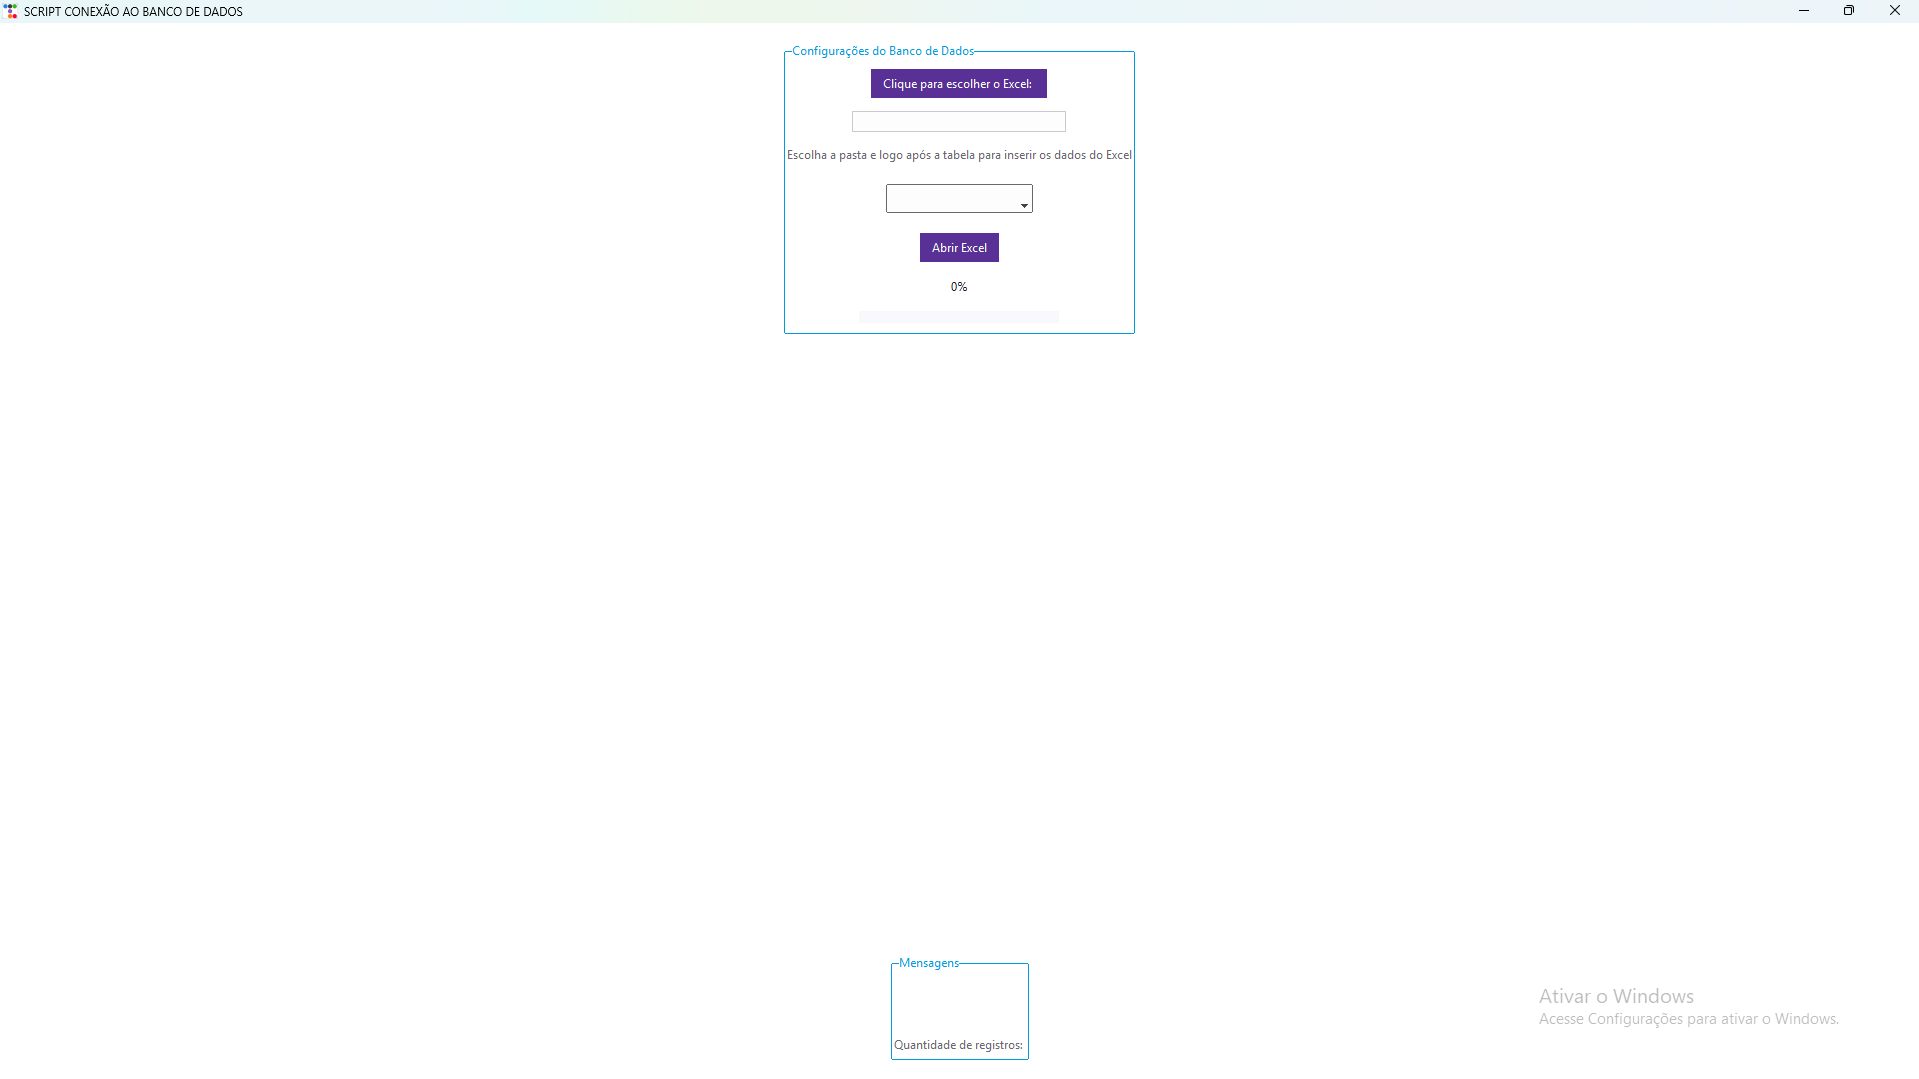 SCRIPT CONEXÃO AO BANCO DE DADOS
Configurações do Banco de Dados
Clique para escolher o Excel:
Escolha a pasta e logo após a tabela para inserir os dados do Excel
Abrir Excel
0%
Mensagens
Quantidade de registros:
Ativar o Windows
Acesse Configurações para ativar o Windows.